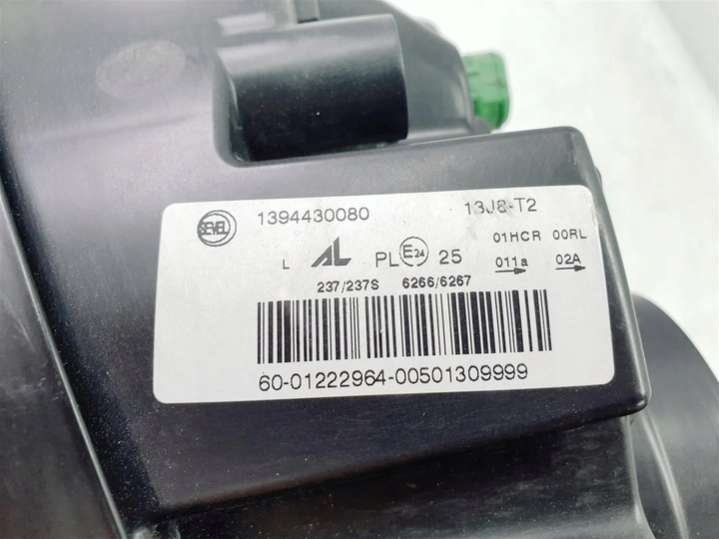 SEVEL 1394430080 13J8-T2
L AL PL E24 25 01HCR 00RL
011a 02A
237/237S 6266/6267
60-01222964-00501309999